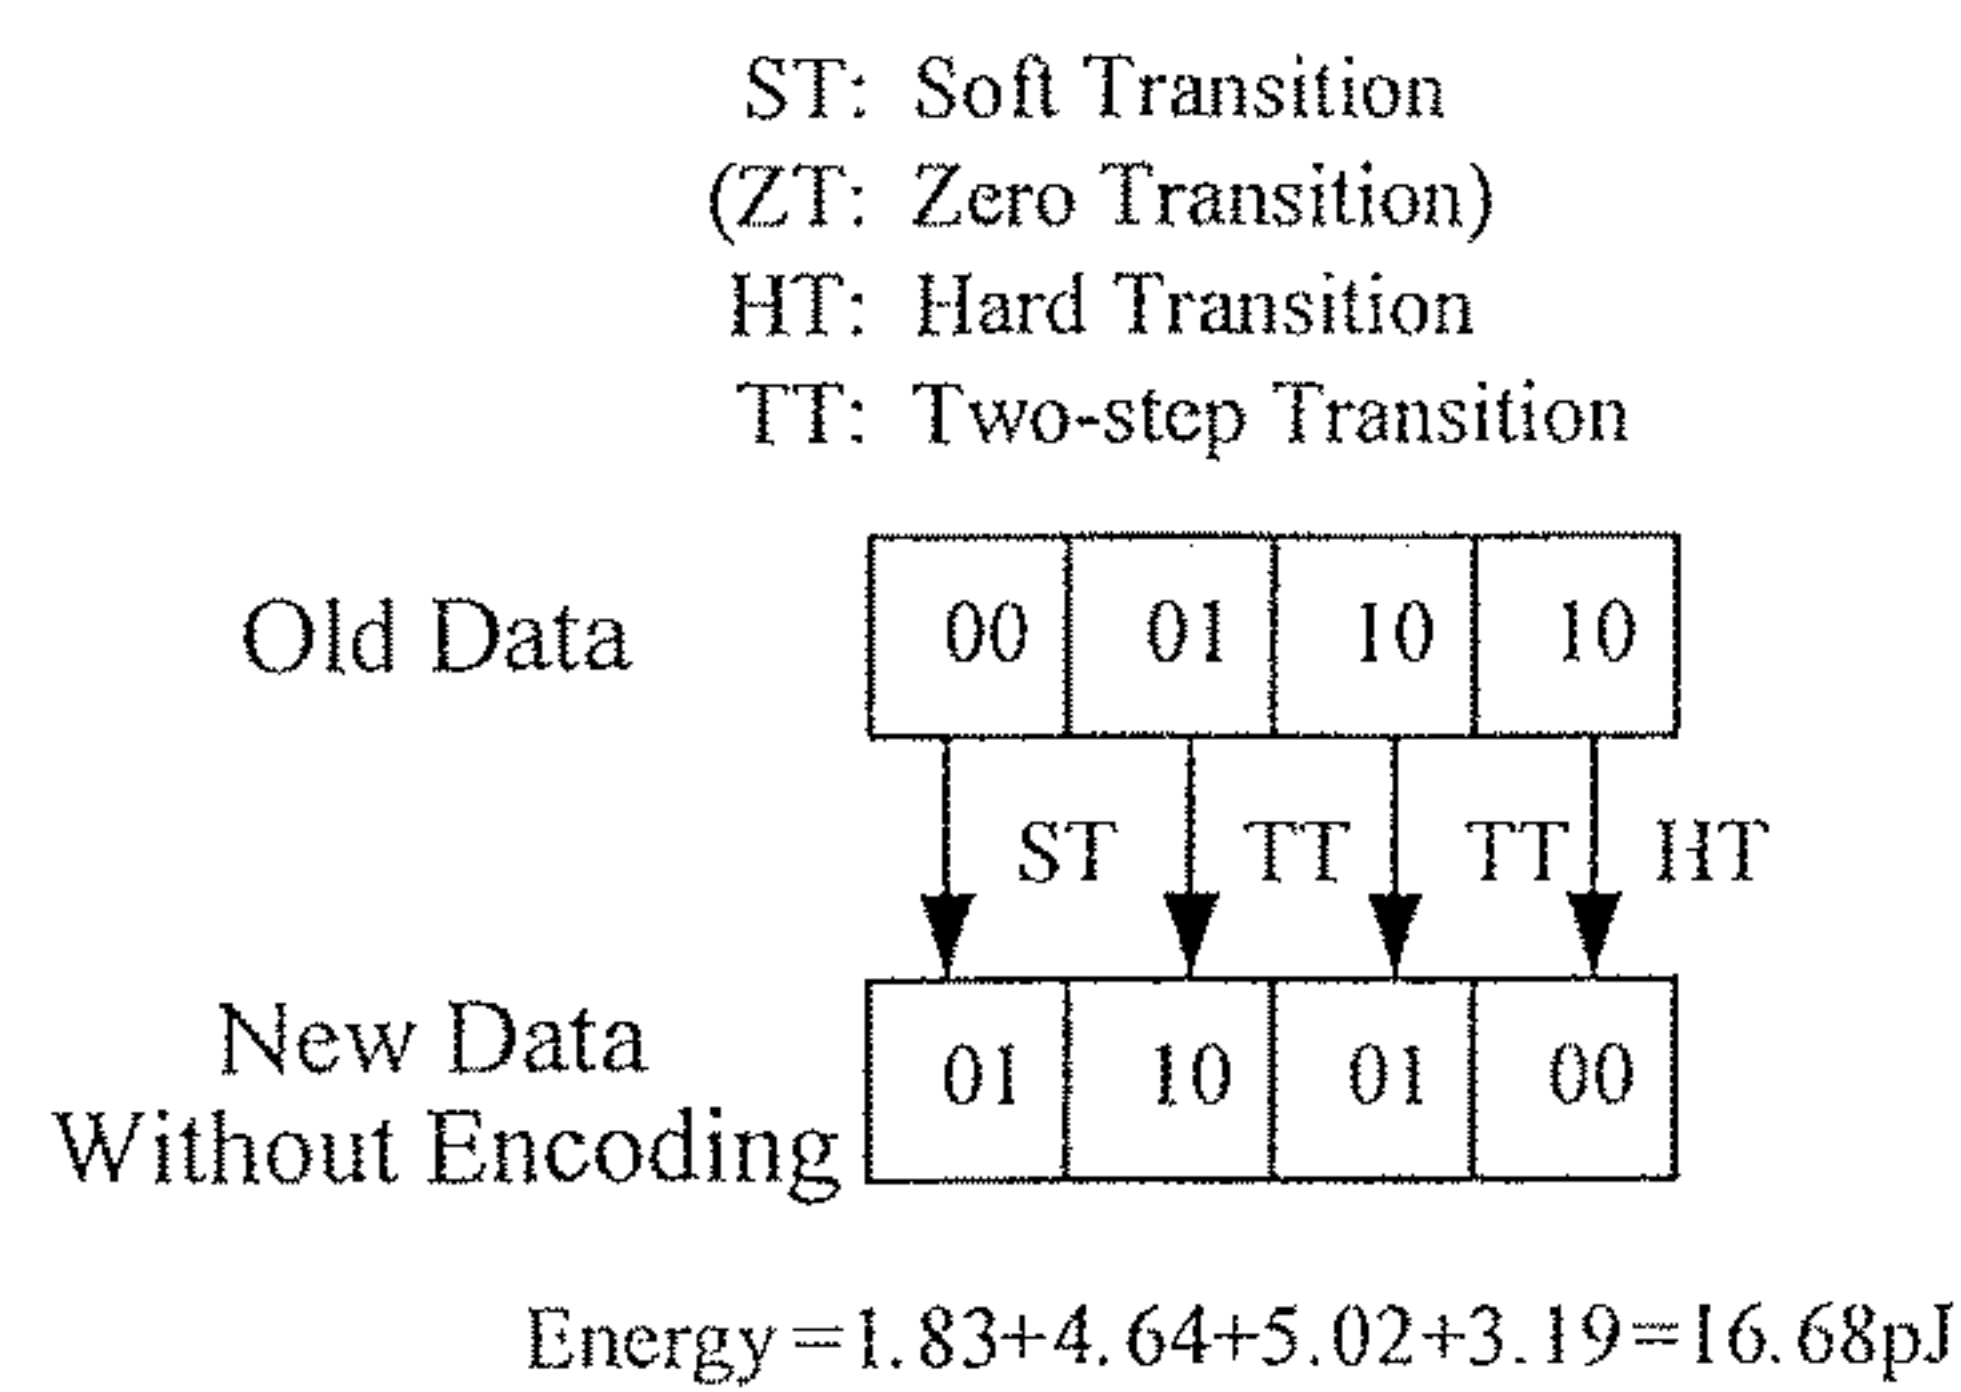 ST: Soft Transition
(ZT: Zero Transition)
HT: Hard Transition
TT: Two-step Transition
Old Data 00 01 10 10
ST TT TT HT
New Data
Without Encoding
01 10 01 00
Energy=1.83+4.64+5.02+3.19=16.68pJ